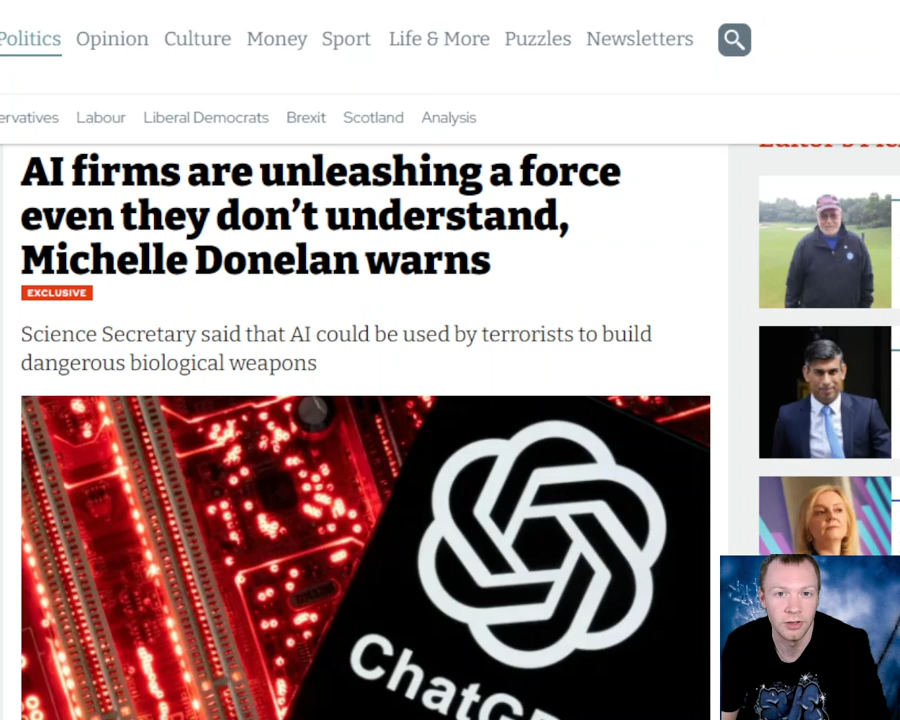 Politics Opinion Culture Money Sport Life & More Puzzles Newsletters
ervatives Labour Liberal Democrats Brexit Scotland Analysis
AI firms are unleashing a force
even they don’t understand,
Michelle Donelan warns
EXCLUSIVE
Science Secretary said that AI could be used by terrorists to build
dangerous biological weapons
ChatG